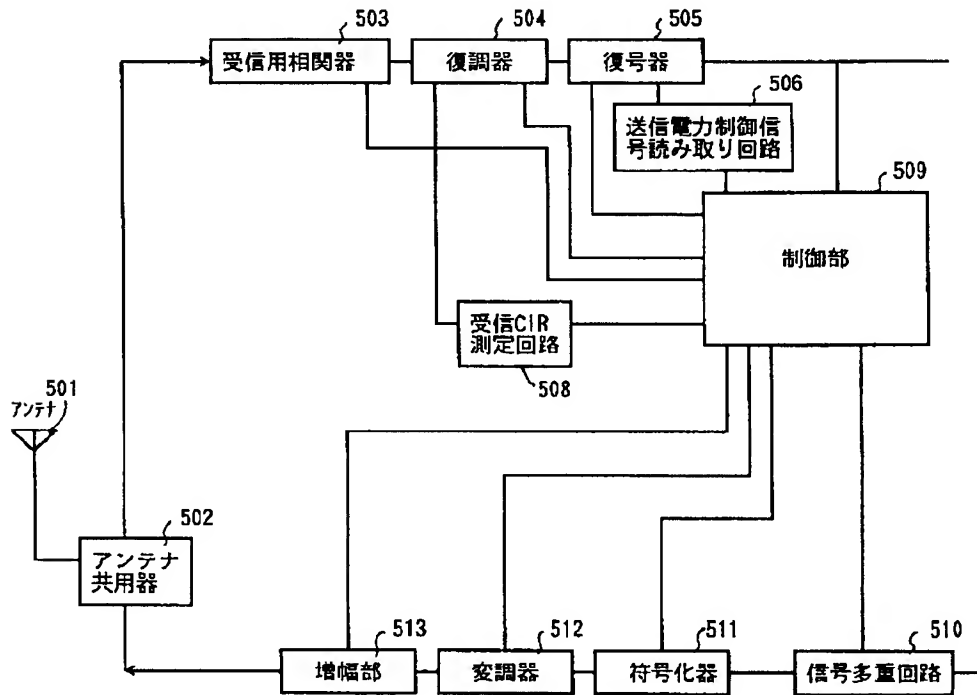 503
504
505
受信用相関器
復調器
復号器
506
送信電力制御信
号読み取り回路
509
制御部
受信CIR
測定回路
508
501
アンテナ
502
アンテナ
共用器
513
512
511
510
増幅部
変調器
符号化器
信号多重回路